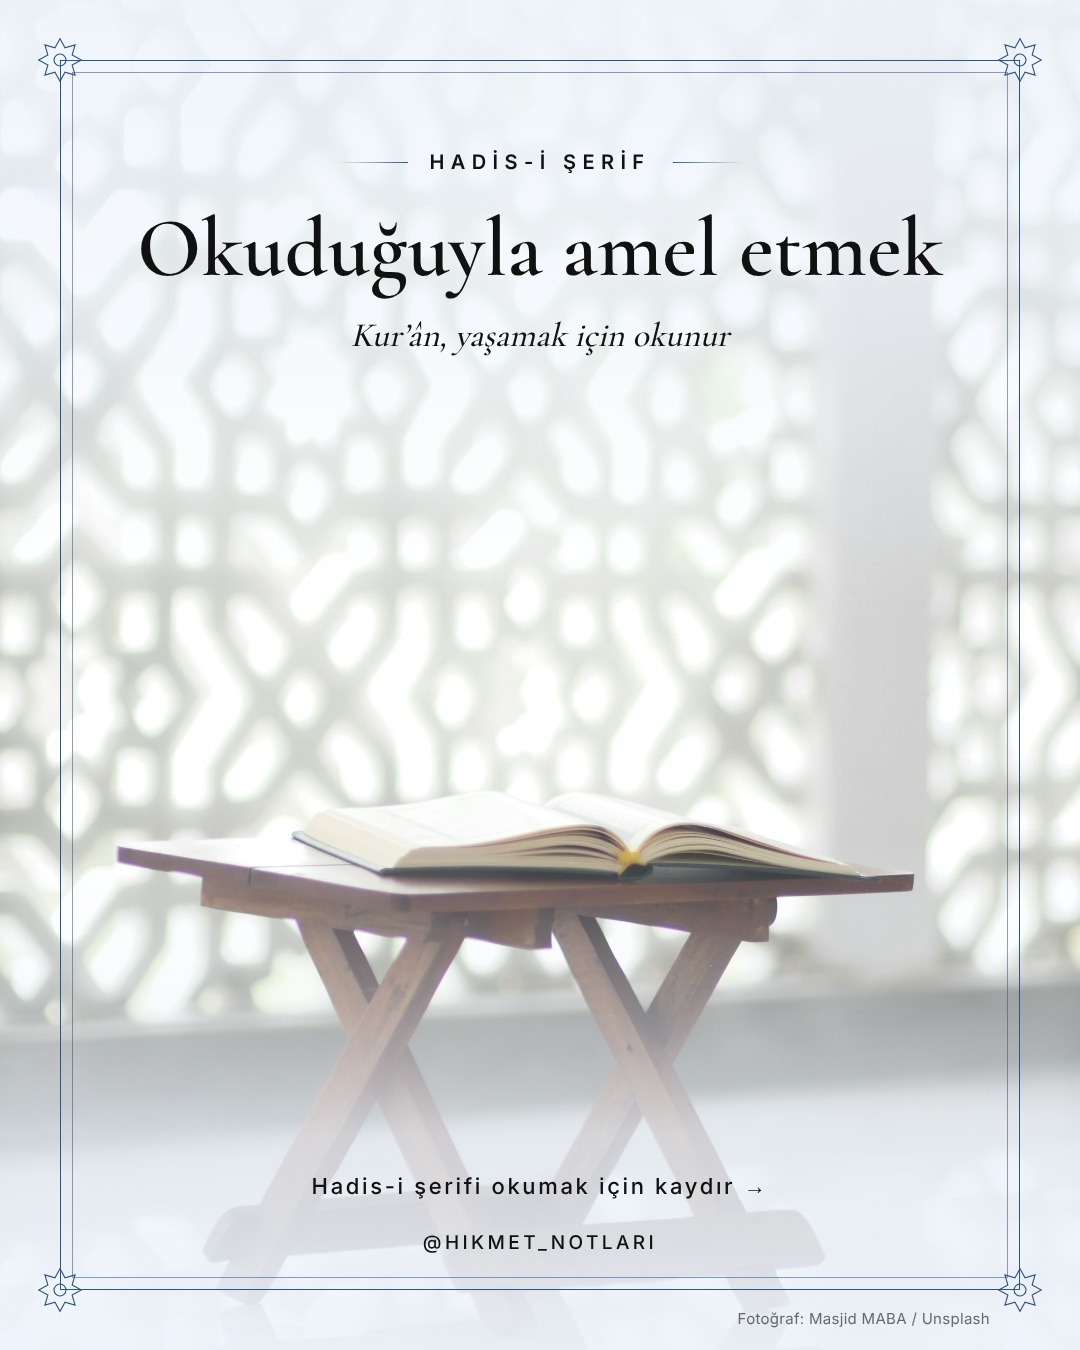 HADİS-İ ŞERİF
Okuduğuyla amel etmek
Kur'ân, yaşamak için okunur
Hadis-i şerifi okumak için kaydır →
@HIKMET_NOTLARI
Fotoğraf: Masjid MABA / Unsplash